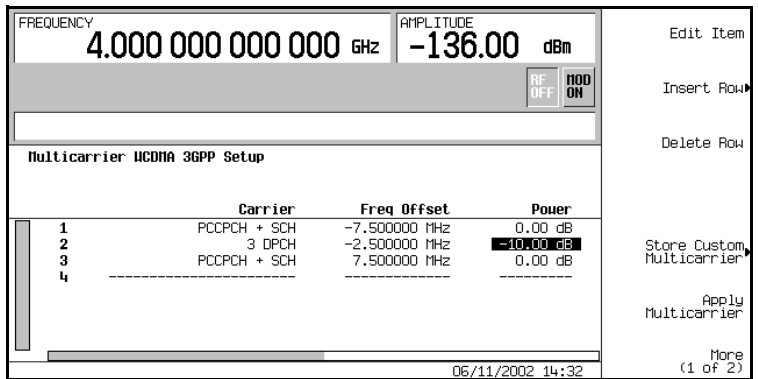 FREQUENCY
4.000 000 000 000 GHz
AMPLITUDE
-136.00 dBm
RF OFF
MOD ON
Multicarrier WCDMA 3GPP Setup
Carrier Freq Offset Power
1 PCCPCH + SCH -7.500000 MHz 0.00 dB
2 3 DPCH -2.500000 MHz -10.00 dB
3 PCCPCH + SCH 7.500000 MHz 0.00 dB
4 ---------------------- ------------- ---------
06/11/2002 14:32
Edit Item
Insert Row
Delete Row
Store Custom
Multicarrier
Apply
Multicarrier
More
(1 of 2)